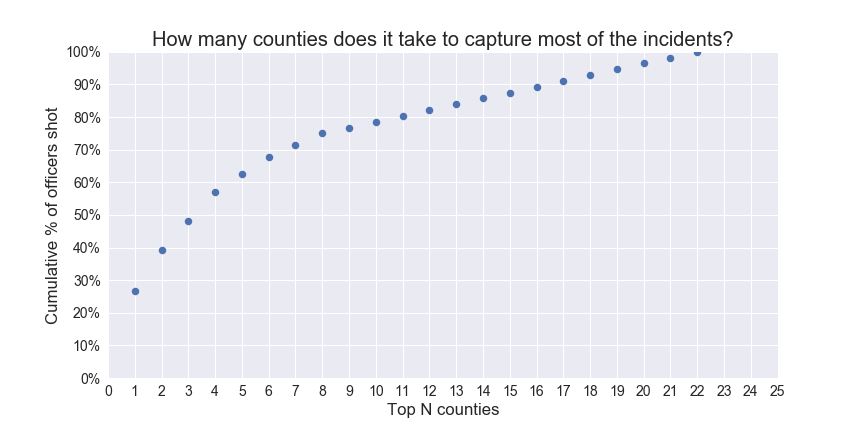 How many counties does it take to capture most of the incidents?
100%
90%
80%
70%
60%
50%
40%
30%
20%
10%
0%
Cumulative % of officers shot
0 1 2 3 4 5 6 7 8 9 10 11 12 13 14 15 16 17 18 19 20 21 22 23 24 25
Top N counties